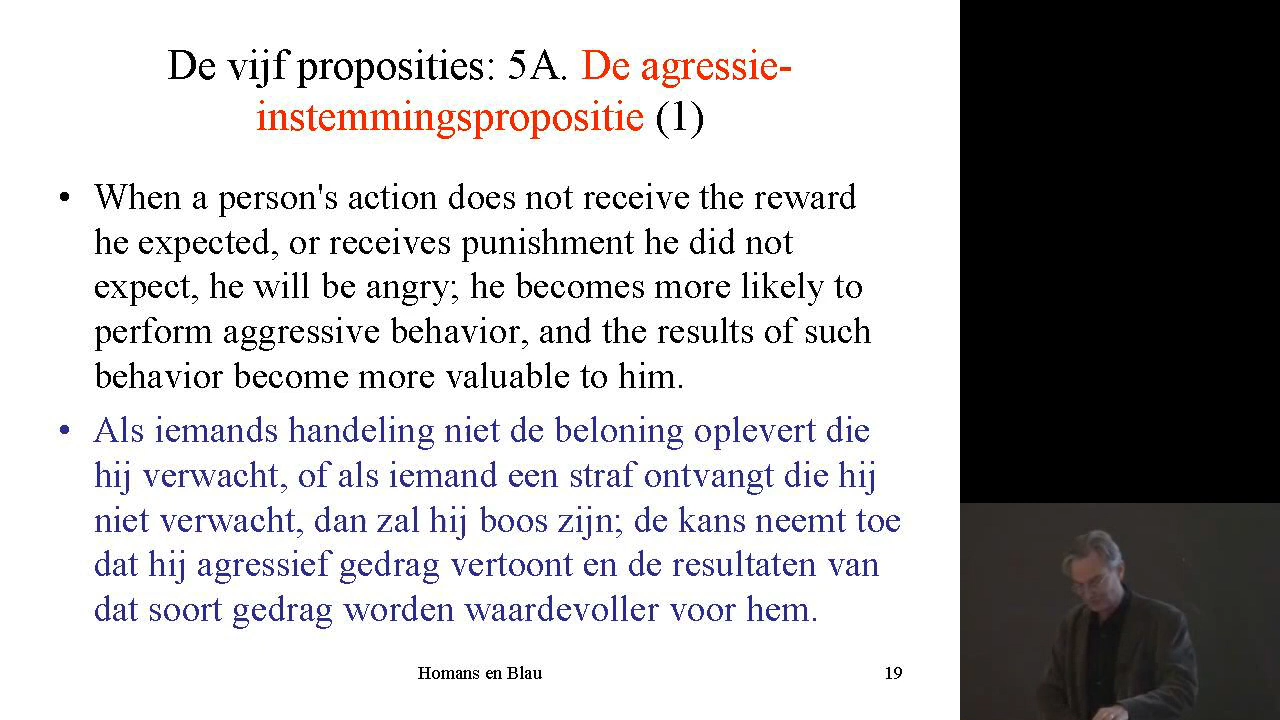 De vijf proposities: 5A. De agressie-
instemmingspropositie (1)
• When a person's action does not receive the reward
he expected, or receives punishment he did not
expect, he will be angry; he becomes more likely to
perform aggressive behavior, and the results of such
behavior become more valuable to him.
• Als iemands handeling niet de beloning oplevert die
hij verwacht, of als iemand een straf ontvangt die hij
niet verwacht, dan zal hij boos zijn; de kans neemt toe
dat hij agressief gedrag vertoont en de resultaten van
dat soort gedrag worden waardevoller voor hem.
Homans en Blau
19